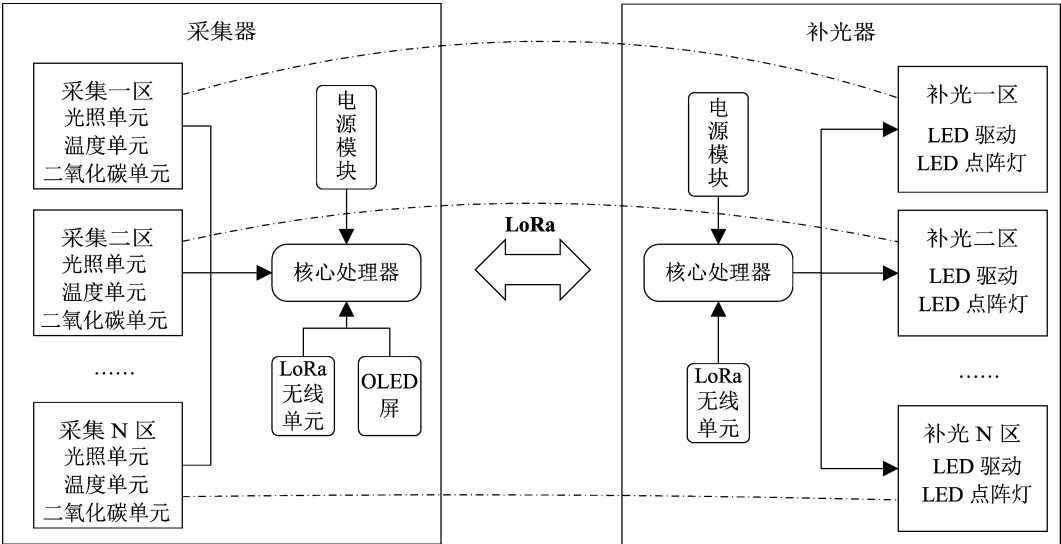 采集器
采集一区
光照单元
温度单元
二氧化碳单元
采集二区
光照单元
温度单元
二氧化碳单元
……
采集 N 区
光照单元
温度单元
二氧化碳单元
电
源
模
块
核心处理器
LoRa
无线
单元
OLED
屏
LoRa
补光器
电
源
模
块
核心处理器
LoRa
无线
单元
补光一区
LED 驱动
LED 点阵灯
补光二区
LED 驱动
LED 点阵灯
……
补光 N 区
LED 驱动
LED 点阵灯